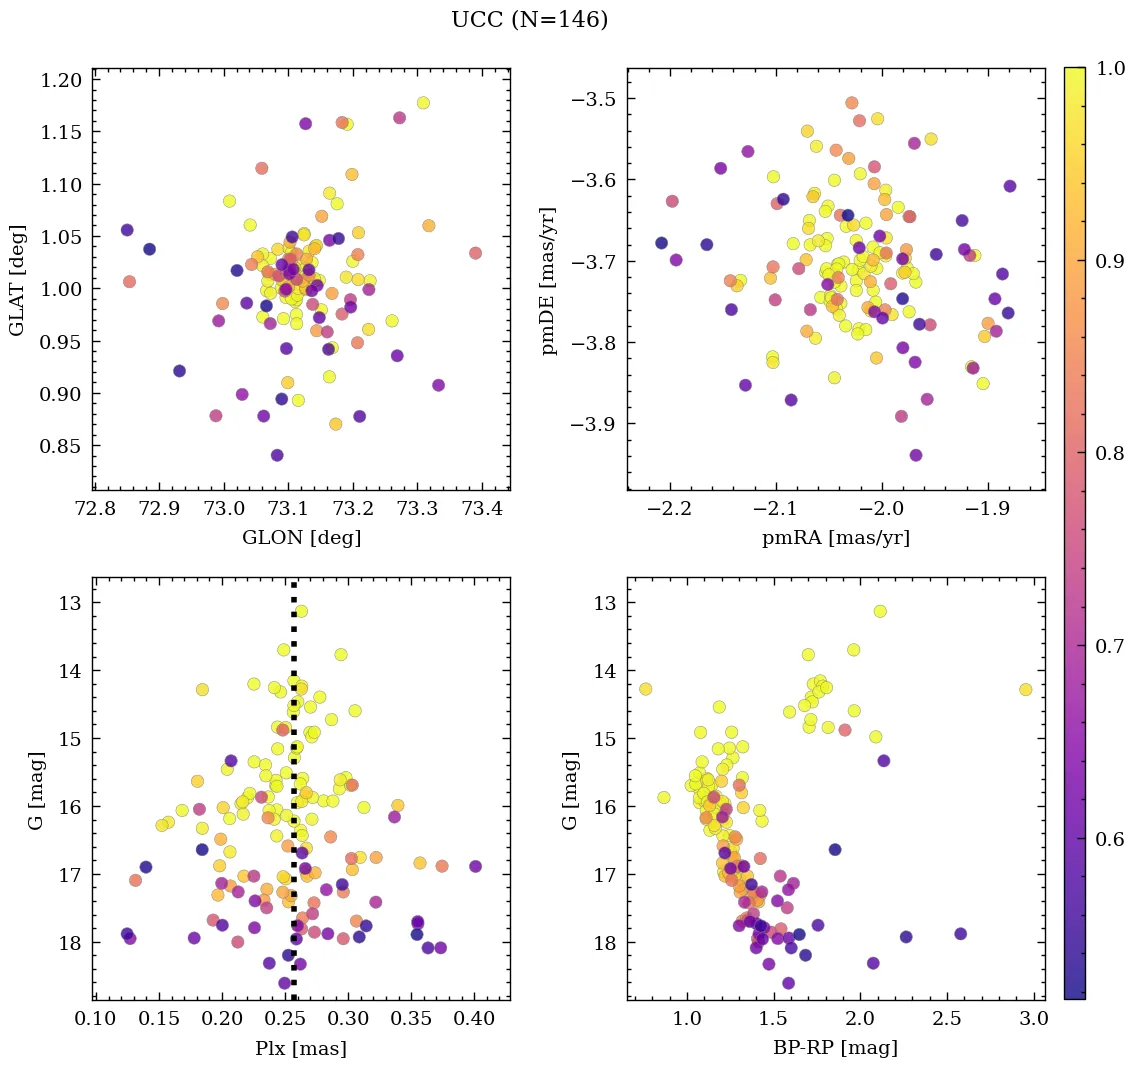 UCC (N=146)
1.20
1.15
1.10
1.05
1.00
0.95
0.90
0.85
GLAT [deg]
72.8 72.9 73.0 73.1 73.2 73.3 73.4
GLON [deg]
−3.5
−3.6
−3.7
−3.8
−3.9
pmDE [mas/yr]
−2.2 −2.1 −2.0 −1.9
pmRA [mas/yr]
1.0
0.9
0.8
0.7
0.6
13
14
15
16
17
18
G [mag]
0.10 0.15 0.20 0.25 0.30 0.35 0.40
Plx [mas]
13
14
15
16
17
18
G [mag]
1.0 1.5 2.0 2.5 3.0
BP-RP [mag]